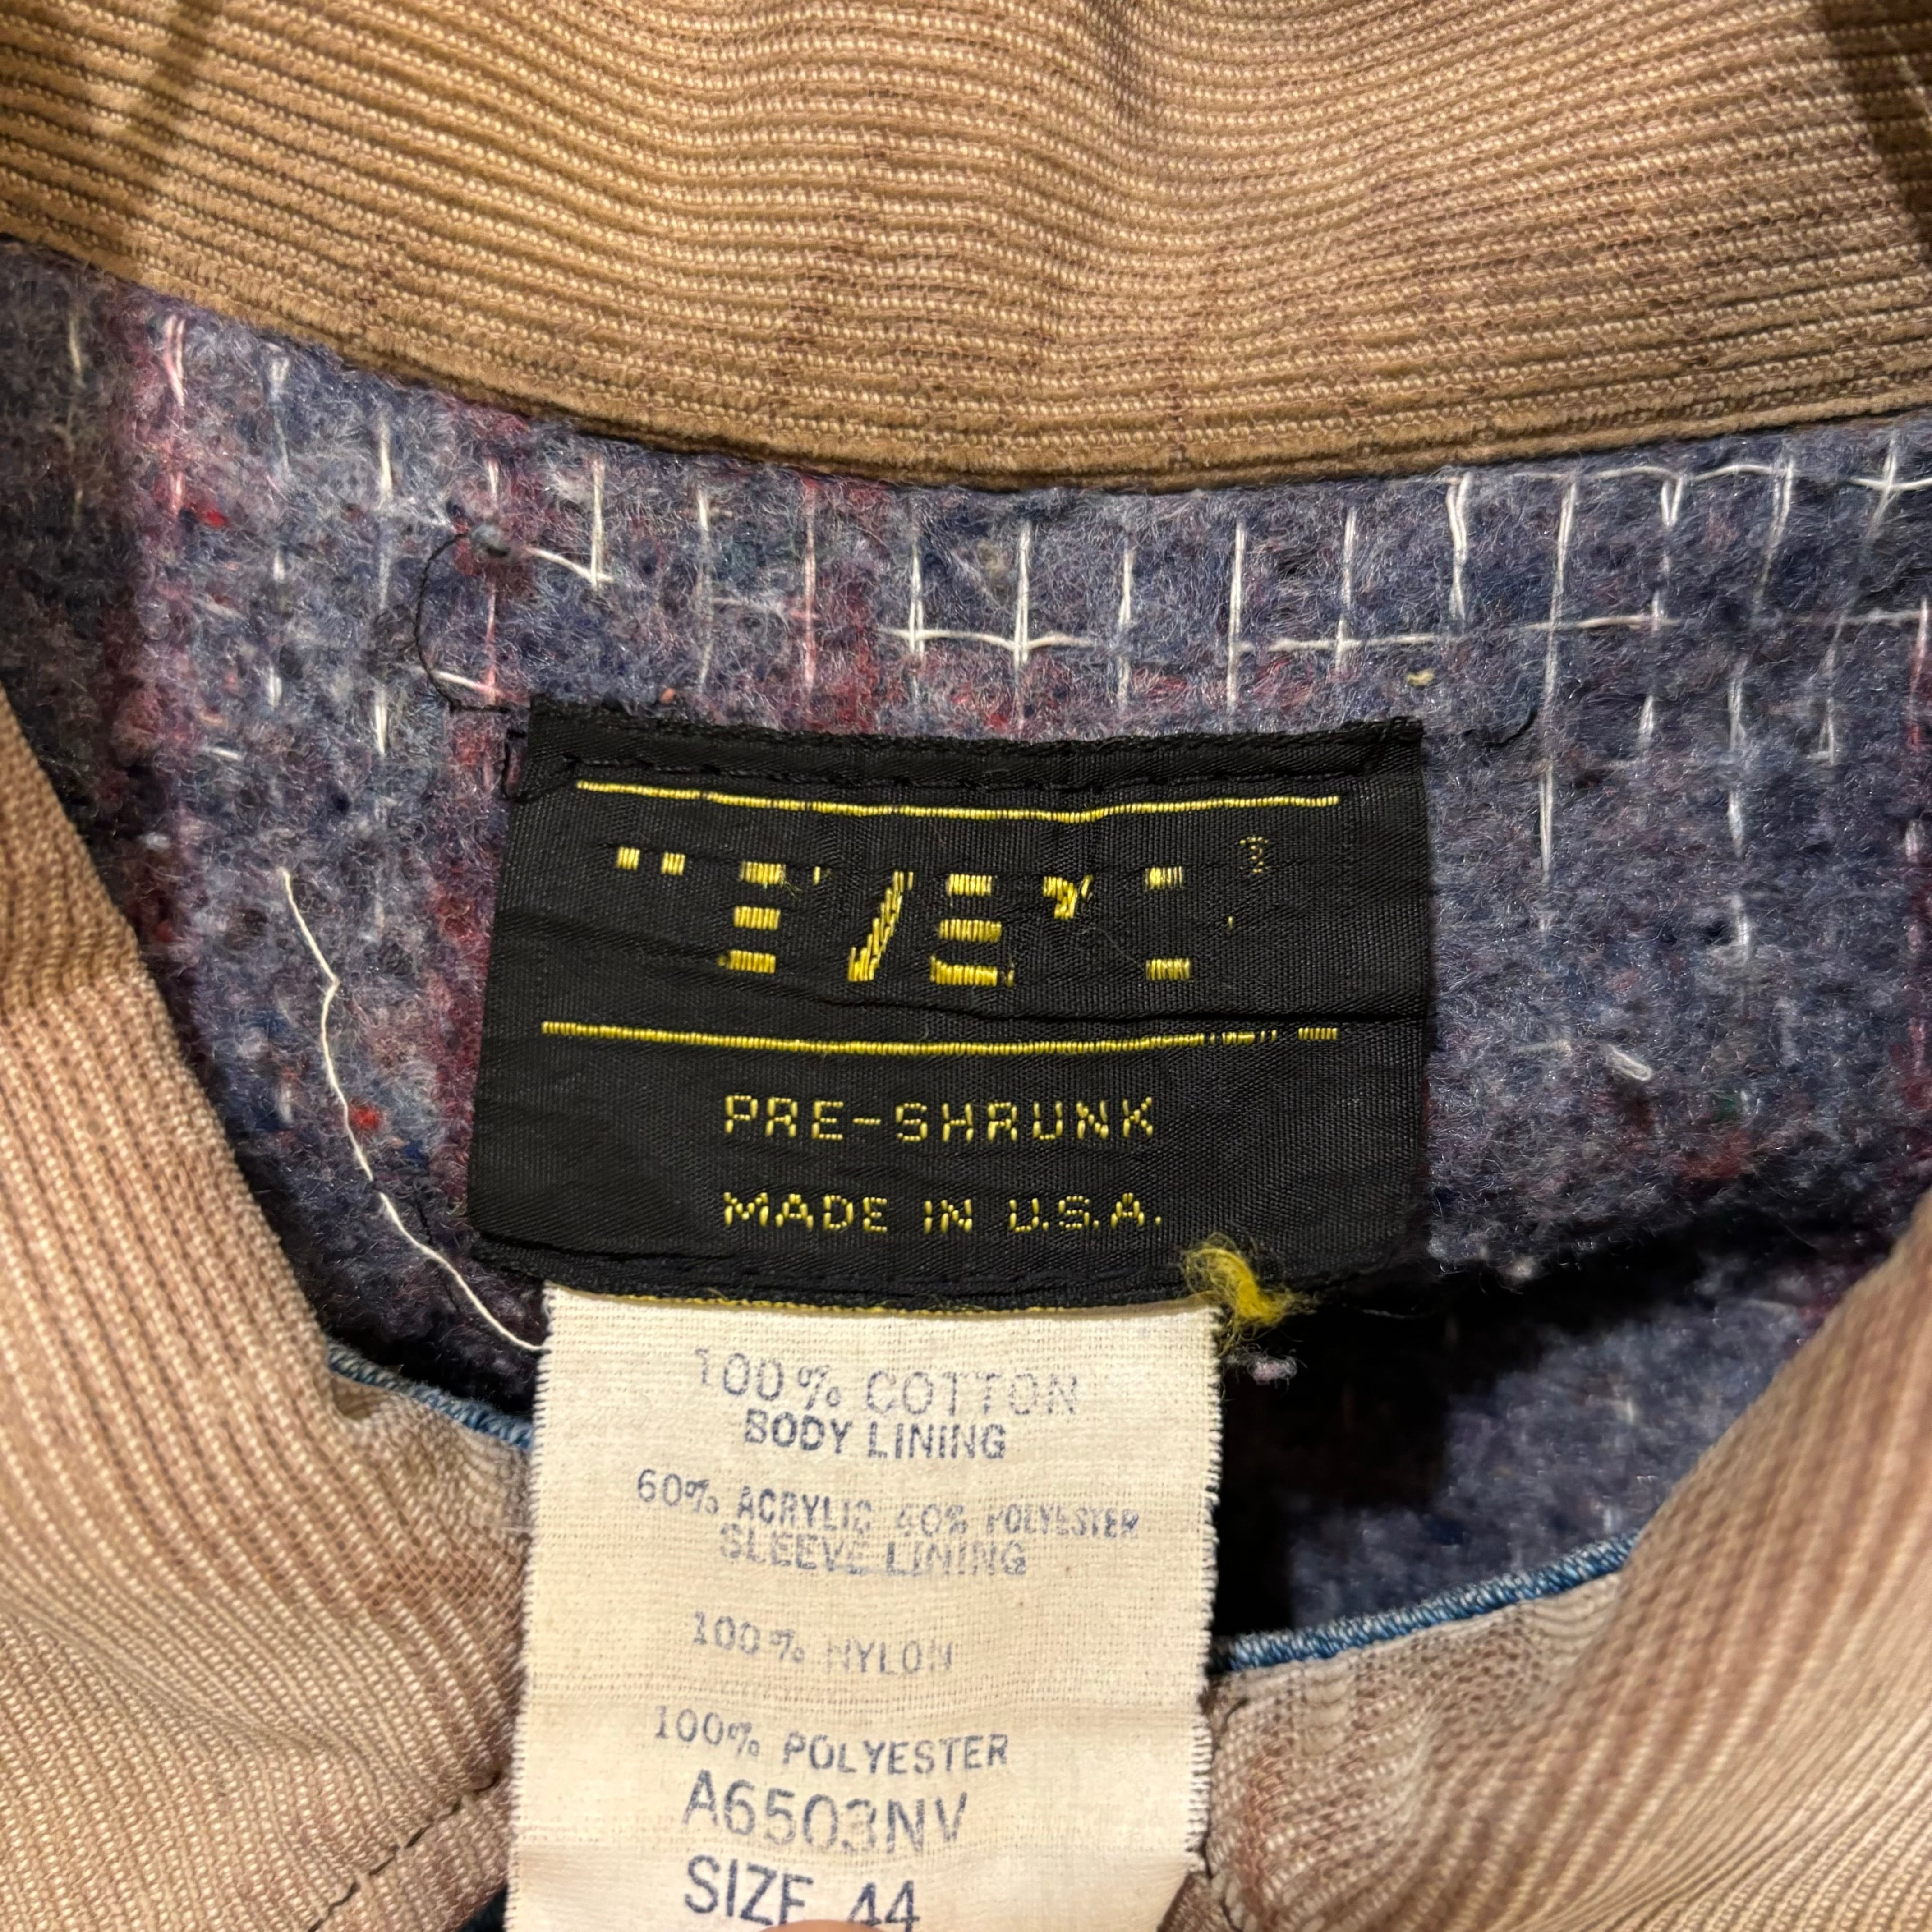 PRE-SHRUNK
MADE IN U.S.A.
100% COTTON
BODY LINING
60% ACRYLIC 40% POLYESTER
SLEEVE LINING
100% NYLON
100% POLYESTER
A6503NV
SIZE 44